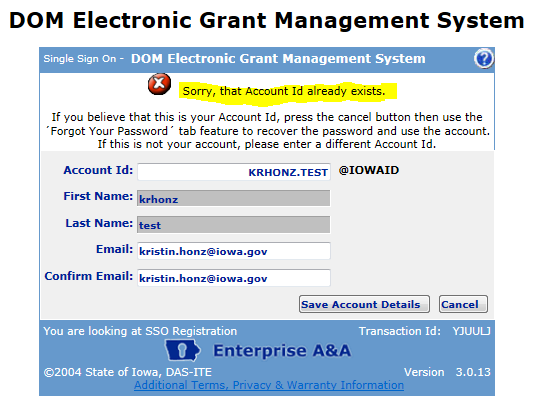 DOM Electronic Grant Management System
Single Sign On - DOM Electronic Grant Management System
Sorry, that Account Id already exists.
If you believe that this is your Account Id, press the cancel button then use the
´Forgot Your Password´ tab feature to recover the password and use the account.
If this is not your account, please enter a different Account Id.
Account Id: KRHONZ.TEST @IOWAID
First Name: krhonz
Last Name: test
Email: kristin.honz@iowa.gov
Confirm Email: kristin.honz@iowa.gov
Save Account Details Cancel
You are looking at SSO Registration Transaction Id: YJUULJ
Enterprise A&A
©2004 State of Iowa, DAS-ITE Version 3.0.13
Additional Terms, Privacy & Warranty Information